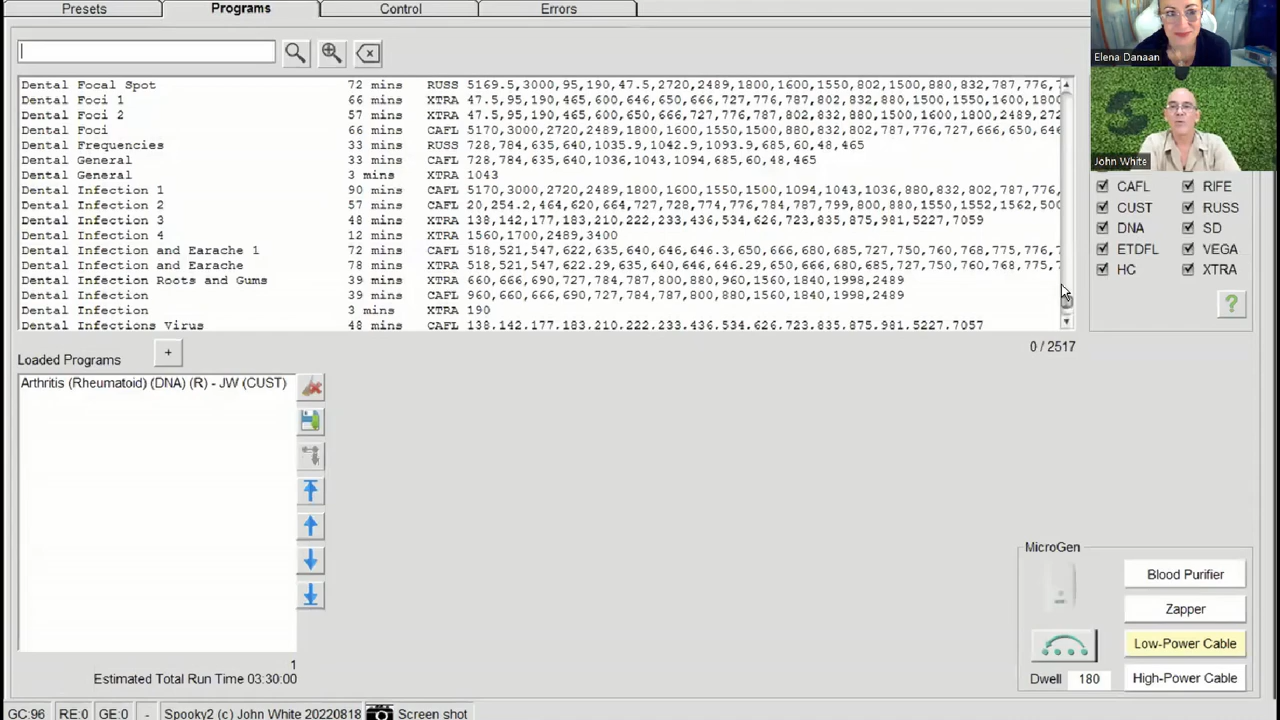 Presets Programs Control Errors
Elena Danaan
John White
Dental Focal Spot 72 mins RUSS 5169.5,3000,95,190,47.5,2720,2489,1800,1600,1550,802,1500,880,832,787,776,
Dental Foci 1 66 mins XTRA 47.5,95,190,465,600,646,650,666,727,776,787,802,832,880,1500,1550,1600,1800
Dental Foci 2 57 mins XTRA 47.5,95,190,465,600,650,666,727,776,787,802,832,880,1500,1600,1800,2489,272
Dental Foci 66 mins CAFL 5170,3000,2720,2489,1800,1600,1550,1500,880,832,802,787,776,727,666,650,646
Dental Frequencies 33 mins RUSS 728,784,635,640,1035.9,1042.9,1093.9,685,60,48,465
Dental General 33 mins CAFL 728,784,635,640,1036,1043,1094,685,60,48,465
Dental General 3 mins XTRA 1043
Dental Infection 1 90 mins CAFL 5170,3000,2720,2489,1800,1600,1550,1500,1094,1043,1036,880,832,802,787,776,
Dental Infection 2 57 mins CAFL 20,254.2,464,620,664,727,728,774,776,784,787,799,800,880,1550,1552,1562,500
Dental Infection 3 48 mins XTRA 138,142,177,183,210,222,233,436,534,626,723,835,875,981,5227,7059
Dental Infection 4 12 mins XTRA 1560,1700,2489,3400
Dental Infection and Earache 1 72 mins CAFL 518,521,547,622,635,640,646,646.3,650,666,680,685,727,750,760,768,775,776,
Dental Infection and Earache 78 mins XTRA 518,521,547,622.29,635,640,646,646.29,650,666,680,685,727,750,760,768,775,
Dental Infection Roots and Gums 39 mins XTRA 660,666,690,727,787,787,800,880,960,1560,1840,1998,2489
Dental Infection 39 mins CAFL 960,660,666,690,727,784,787,800,880,1560,1840,1998,2489
Dental Infection 3 mins XTRA 190
Dental Infections Virus 48 mins CAFL 138,142,177,183,210,222,233,436,534,626,723,835,875,981,5227,7057
CAFL RIFE
CUST RUSS
DNA SD
ETDFL VEGA
HC XTRA
?
0 / 2517
Loaded Programs +
Arthritis (Rheumatoid) (DNA) (R) - JW (CUST)
MicroGen
Blood Purifier
Zapper
Low-Power Cable
Dwell 180 High-Power Cable
1
Estimated Total Run Time 03:30:00
GC:96 RE:0 GE:0 - Spooky2 (c) John White 20220818 Screen shot